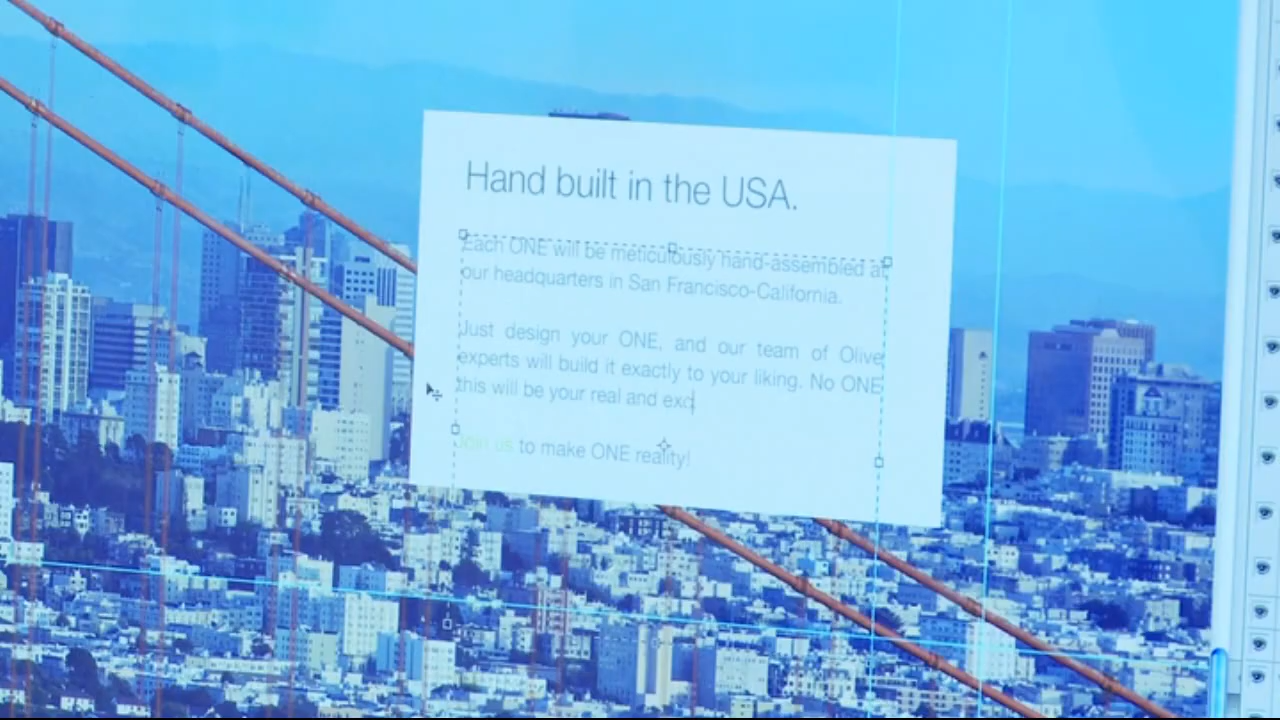 Hand built in the USA.
Each ONE will be meticulously hand-assembled at
our headquarters in San Francisco-California.
Just design your ONE, and our team of Olive
experts will build it exactly to your liking. No ONE
this will be your real and exc
Join us to make ONE reality!